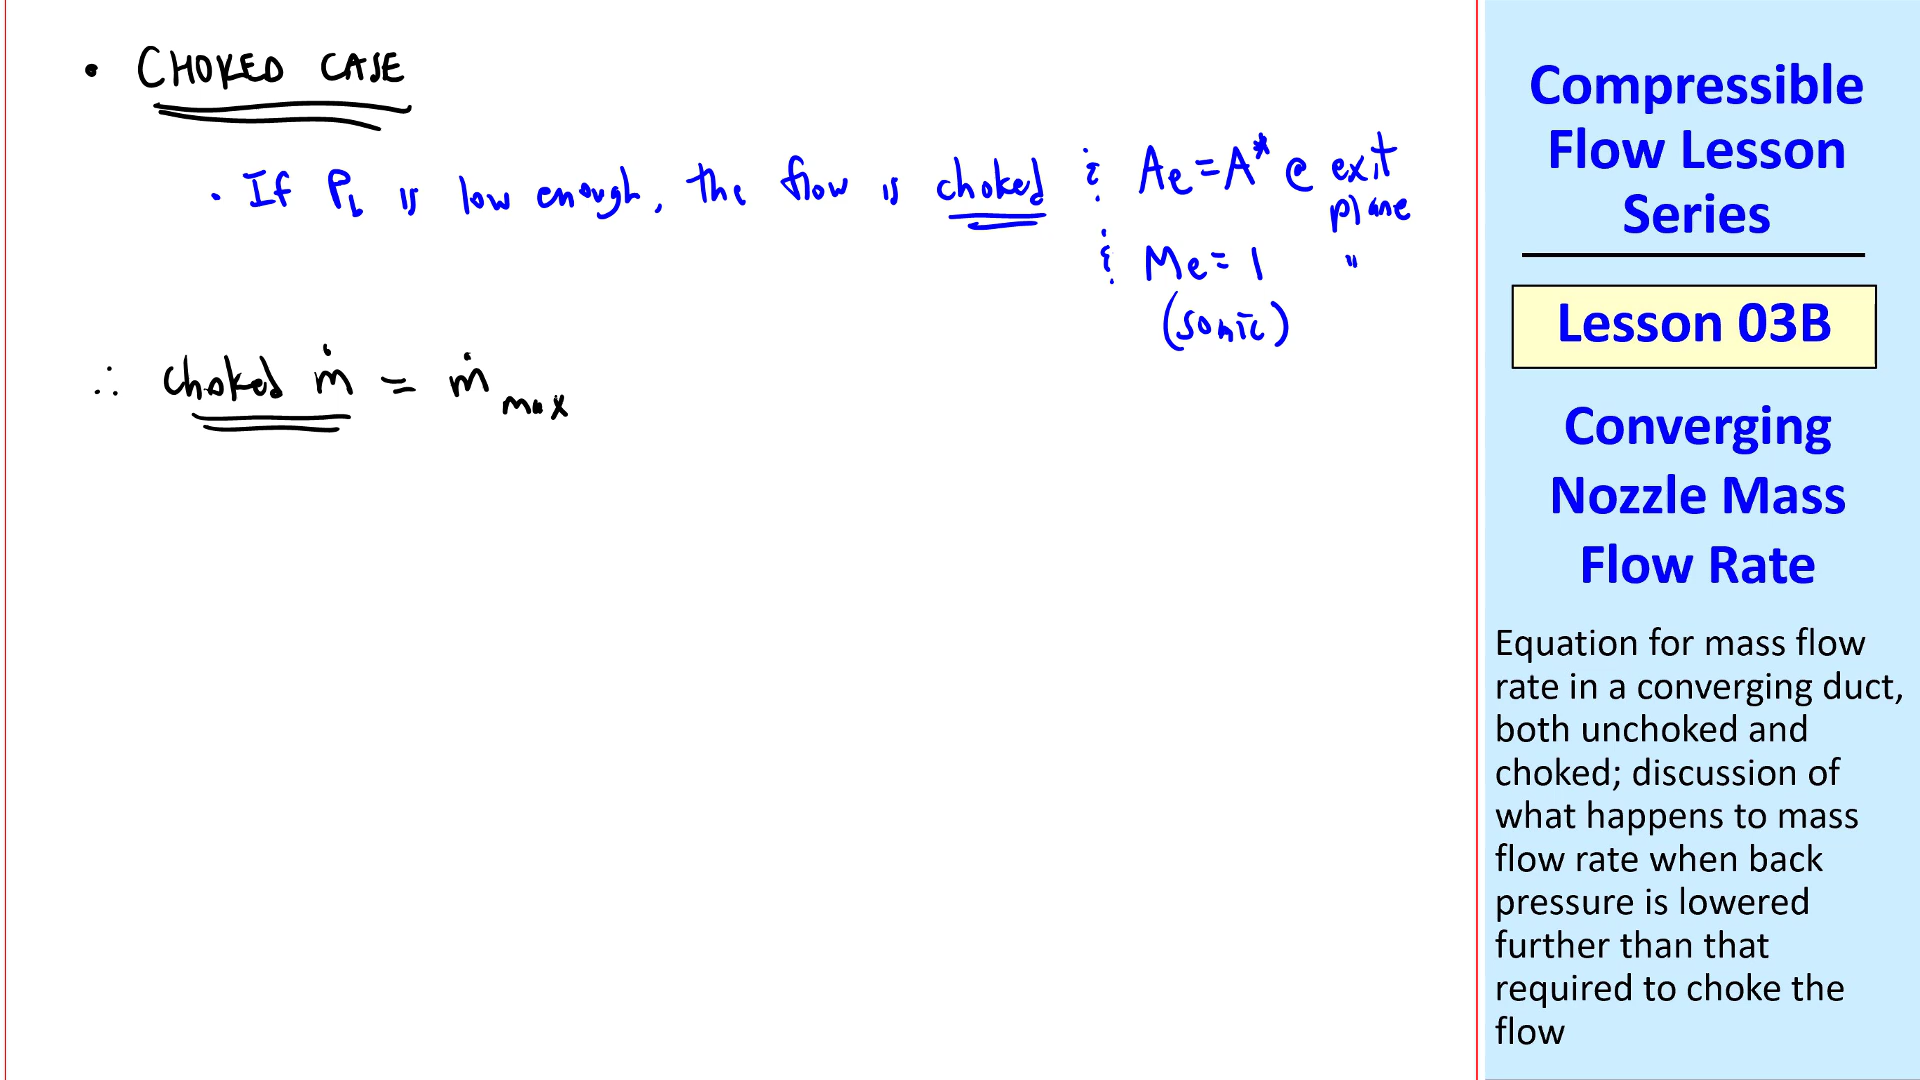 • CHOKED CASE
• If Pb is low enough, the flow is choked & Ae = A* @ exit plane
& Me = 1 "
(sonic)
∴ choked ṁ = ṁ max
Compressible
Flow Lesson
Series
Lesson 03B
Converging
Nozzle Mass
Flow Rate
Equation for mass flow
rate in a converging duct,
both unchoked and
choked; discussion of
what happens to mass
flow rate when back
pressure is lowered
further than that
required to choke the
flow